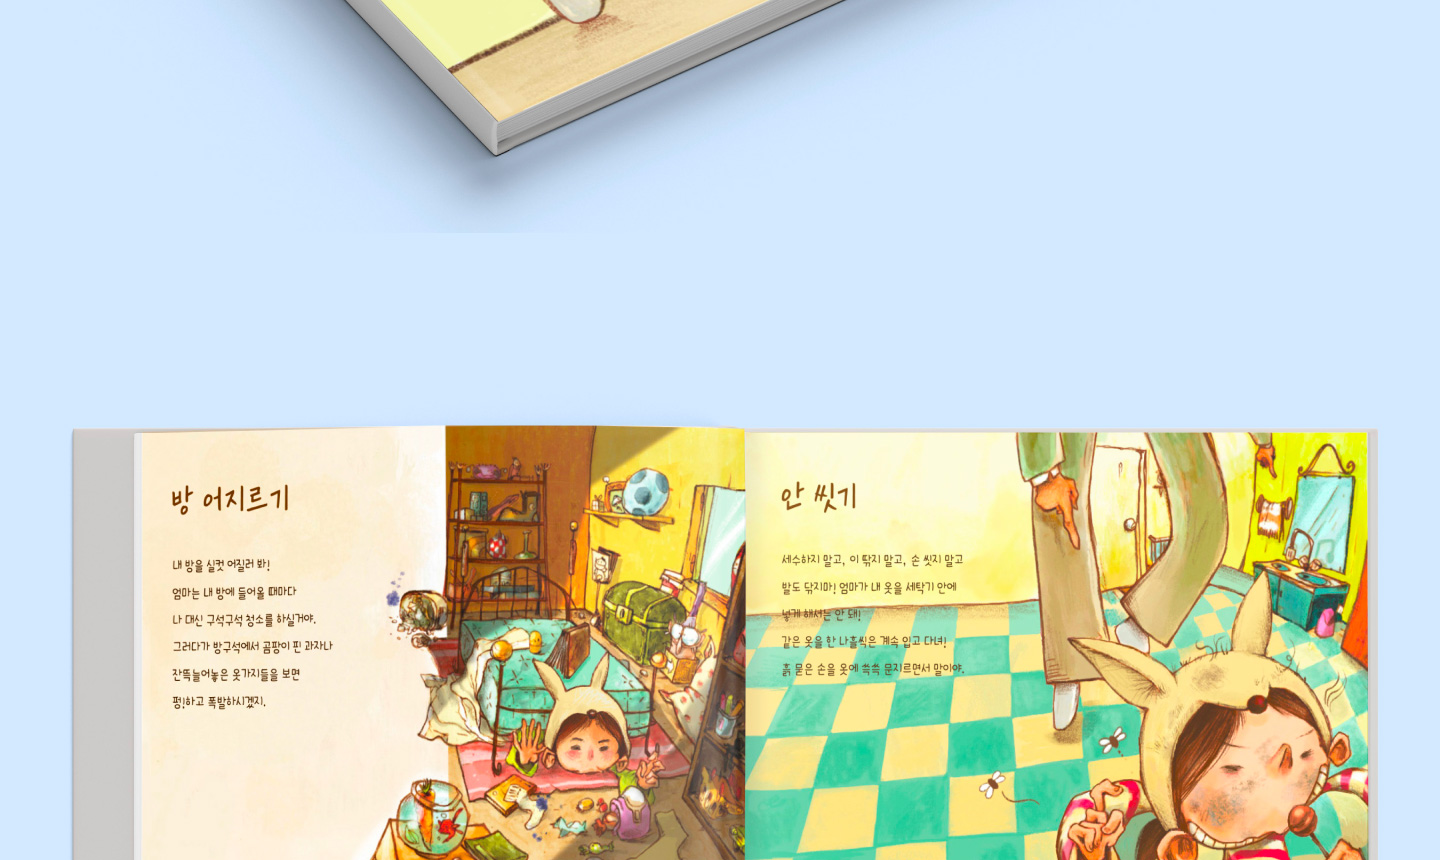 방 어지르기
내 방을 실컷 어질러 봐!
엄마는 내 방에 들어올 때마다
나 대신 구석구석 청소를 하실거야.
그러다가 방구석에서 곰팡이 핀 과자나
잔뜩늘어놓은 옷가지들을 보면
펑!하고 폭발하시겠지.
안 씻기
세수하지 말고, 이 닦지 말고, 손 씻지 말고
발도 닦지마! 엄마가 내 옷을 세탁기 안에
넣게 해서는 안 돼!
같은 옷을 한 나흘씩은 계속 입고 다녀!
흙 묻은 손을 옷에 쓱쓱 문지르면서 말이야.